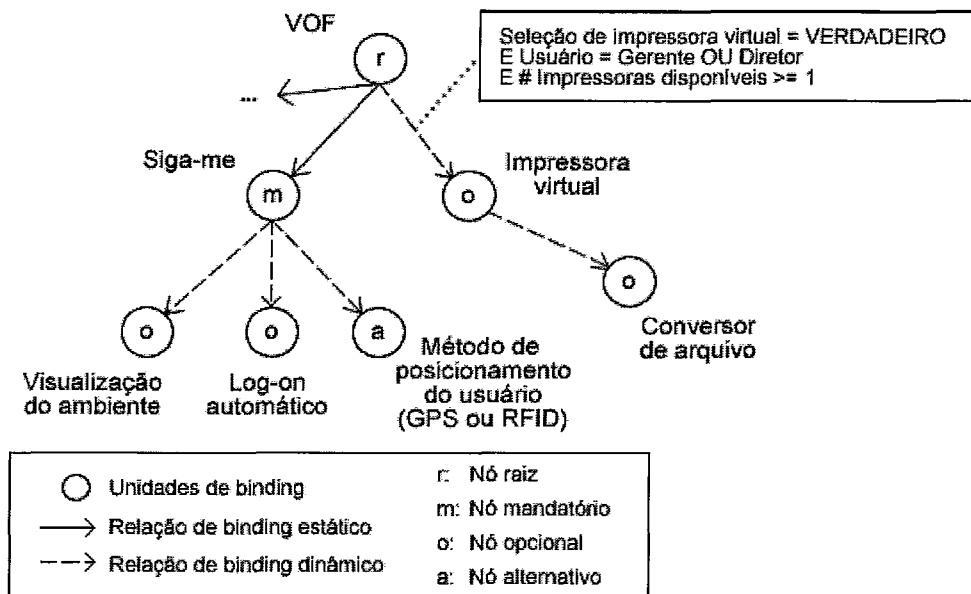 VOF
r
Seleção de impressora virtual = VERDADEIRO
E Usuário = Gerente OU Diretor
E # Impressoras disponíveis >= 1
...
Siga-me
m
Impressora
virtual
o
o
o
a
o
Visualização
do ambiente
Log-on
automático
Método de
posicionamento
do usuário
(GPS ou RFID)
Conversor
de arquivo
Unidades de binding
Relação de binding estático
Relação de binding dinâmico
r: Nó raiz
m: Nó mandatório
o: Nó opcional
a: Nó alternativo